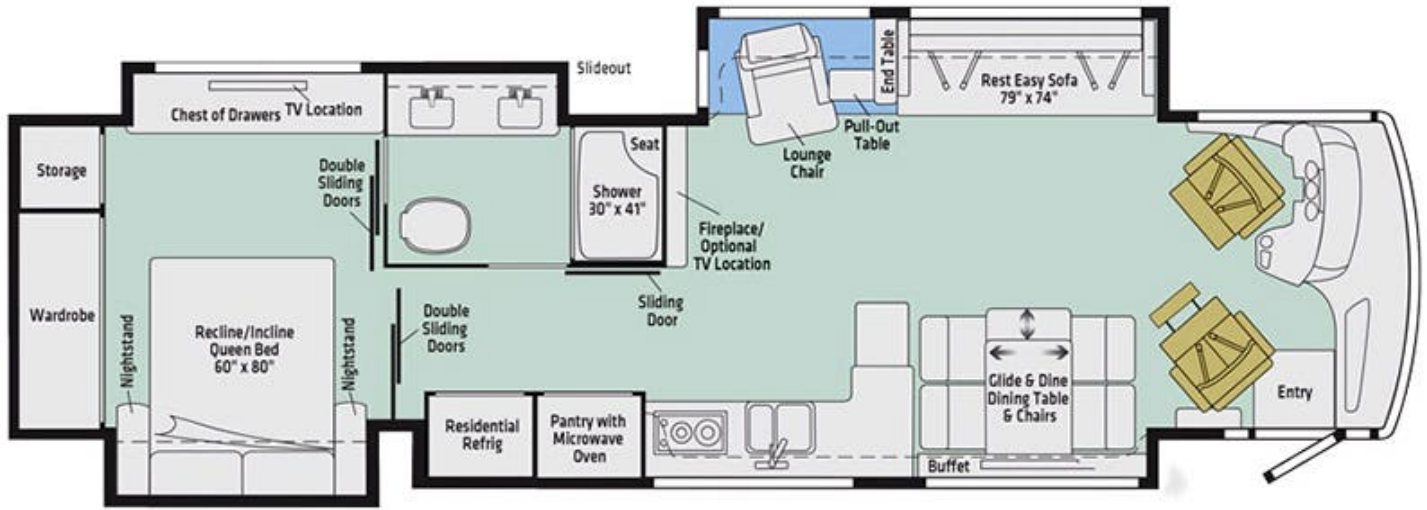 Slideout
Chest of Drawers
TV Location
End Table
Rest Easy Sofa
79" x 74"
Pull-Out
Table
Lounge
Chair
Storage
Double
Sliding
Doors
Seat
Shower
30" x 41"
Fireplace/
Optional
TV Location
Wardrobe
Nightstand
Recline/Incline
Queen Bed
60" x 80"
Nightstand
Double
Sliding
Doors
Sliding
Door
Residential
Refrig
Pantry with
Microwave
Oven
Glide & Dine
Dining Table
& Chairs
Buffet
Entry